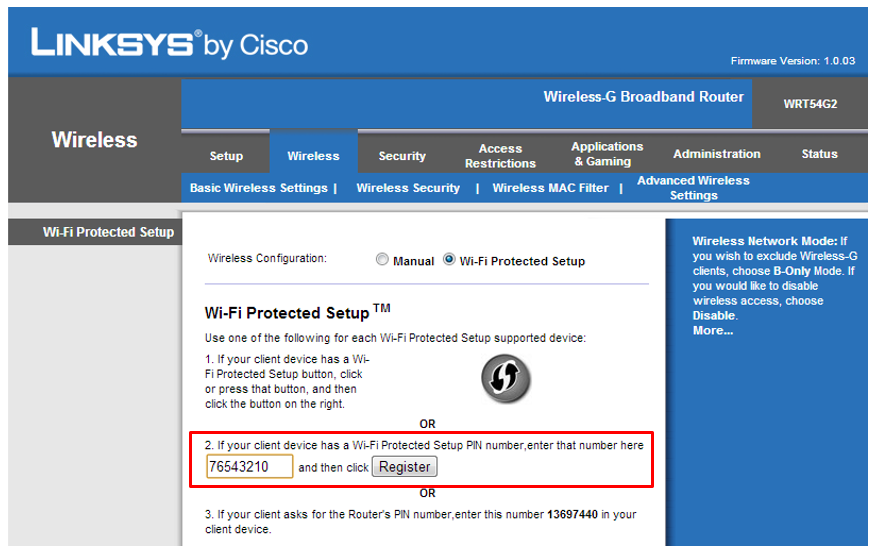 LINKSYS® by Cisco
Firmware Version: 1.0.03
Wireless-G Broadband Router
WRT54G2
Wireless
Setup
Wireless
Security
Access
Restrictions
Applications
& Gaming
Administration
Status
Basic Wireless Settings |
Wireless Security |
Wireless MAC Filter |
Advanced Wireless
Settings
Wi-Fi Protected Setup
Wireless Configuration:
Manual
Wi-Fi Protected Setup
Wi-Fi Protected Setup TM
Use one of the following for each Wi-Fi Protected Setup supported device:
1. If your client device has a Wi-
Fi Protected Setup button, click
or press that button, and then
click the button on the right.
OR
2. If your client device has a Wi-Fi Protected Setup PIN number,enter that number here
76543210 and then click Register
OR
3. If your client asks for the Router's PIN number,enter this number 13697440 in your
client device.
Wireless Network Mode: If
you wish to exclude Wireless-G
clients, choose B-Only Mode. If
you would like to disable
wireless access, choose
Disable.
More...